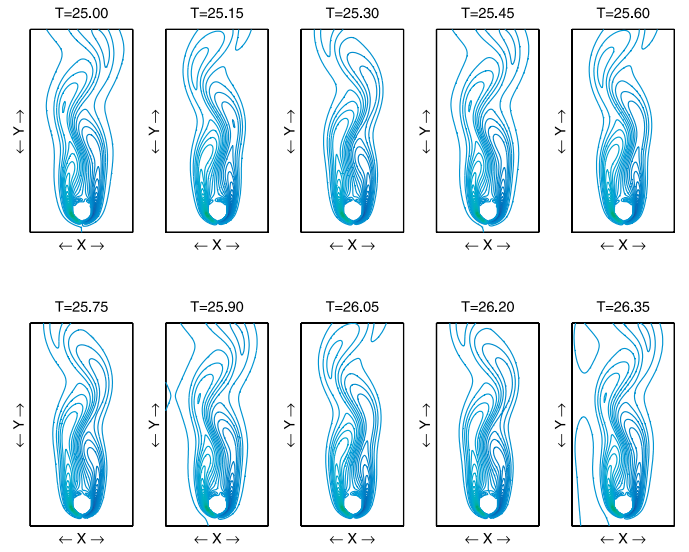 T=25.00 T=25.15 T=25.30 T=25.45 T=25.60
← Y → ← Y → ← Y → ← Y → ← Y →
← X → ← X → ← X → ← X → ← X →
T=25.75 T=25.90 T=26.05 T=26.20 T=26.35
← Y → ← Y → ← Y → ← Y → ← Y →
← X → ← X → ← X → ← X → ← X →